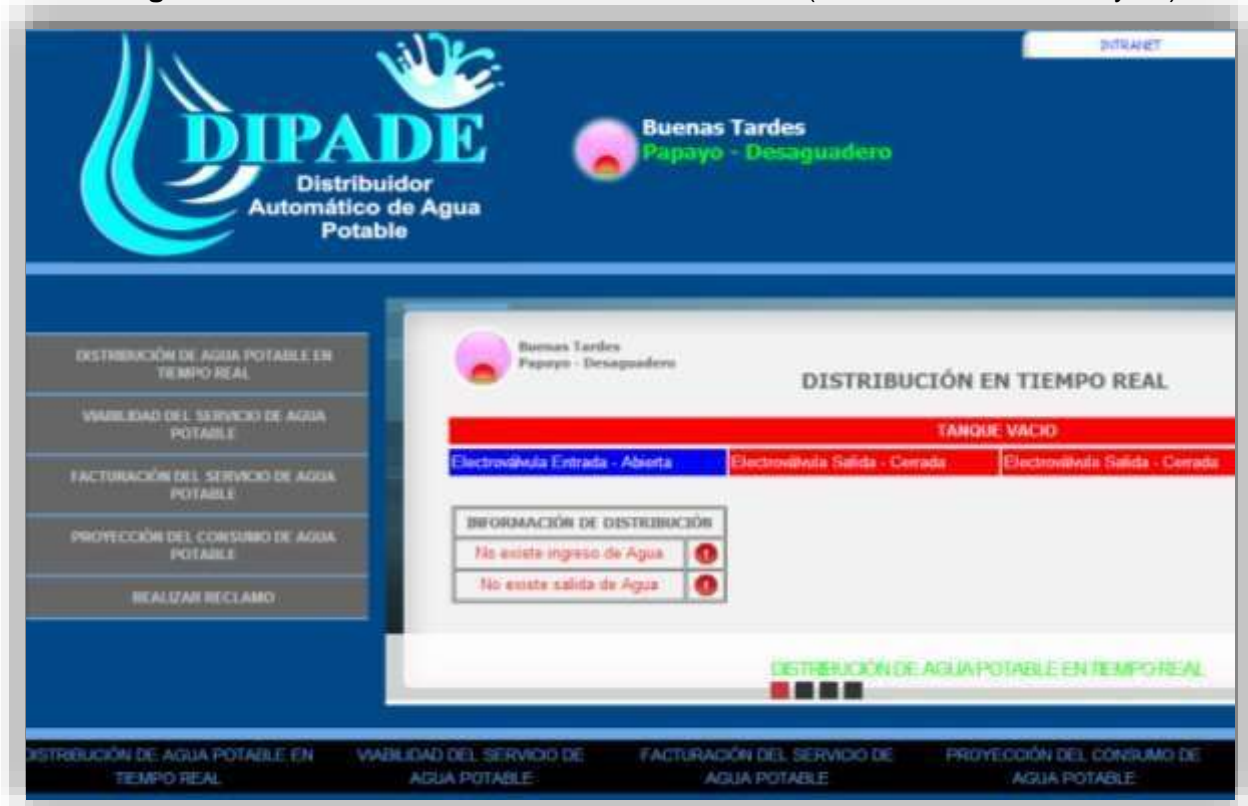 INTRANET
DIPADE
Distribuidor
Automático de Agua
Potable
Buenas Tardes
Papayo - Desaguadero
DISTRIBUCIÓN DE AGUA POTABLE EN
TIEMPO REAL
VIABILIDAD DEL SERVICIO DE AGUA
POTABLE
FACTURACIÓN DEL SERVICIO DE AGUA
POTABLE
PROYECCIÓN DEL CONSUMO DE AGUA
POTABLE
REALIZAR RECLAMO
Buenas Tardes
Papayo - Desaguadero
DISTRIBUCIÓN EN TIEMPO REAL
TANQUE VACIO
Electroválvula Entrada - Abierta
Electroválvula Salida - Cerrada
Electroválvula Salida - Cerrada
INFORMACIÓN DE DISTRIBUCIÓN
No existe ingreso de Agua
No existe salida de Agua
DISTRIBUCIÓN DE AGUA POTABLE EN TIEMPO REAL
DISTRIBUCIÓN DE AGUA POTABLE EN
TIEMPO REAL
VIABILIDAD DEL SERVICIO DE
AGUA POTABLE
FACTURACIÓN DEL SERVICIO DE
AGUA POTABLE
PROYECCIÓN DEL CONSUMO DE
AGUA POTABLE